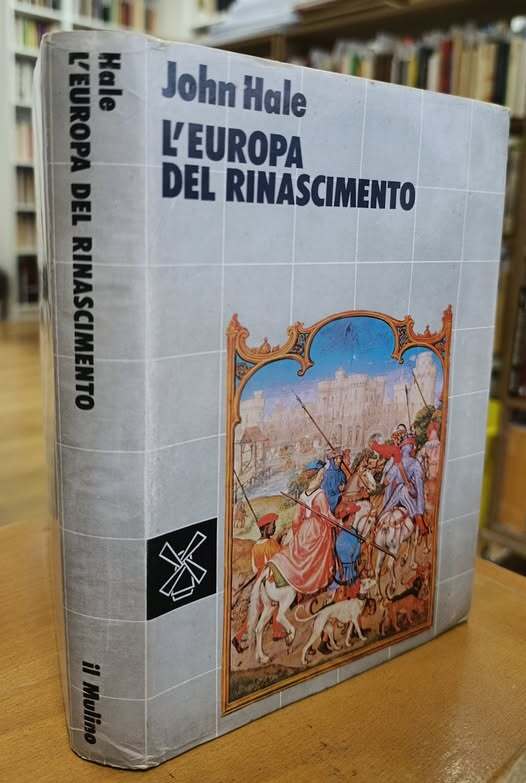 John Hale
L'EUROPA
DEL RINASCIMENTO
Hale
L'EUROPA DEL RINASCIMENTO
il Mulino